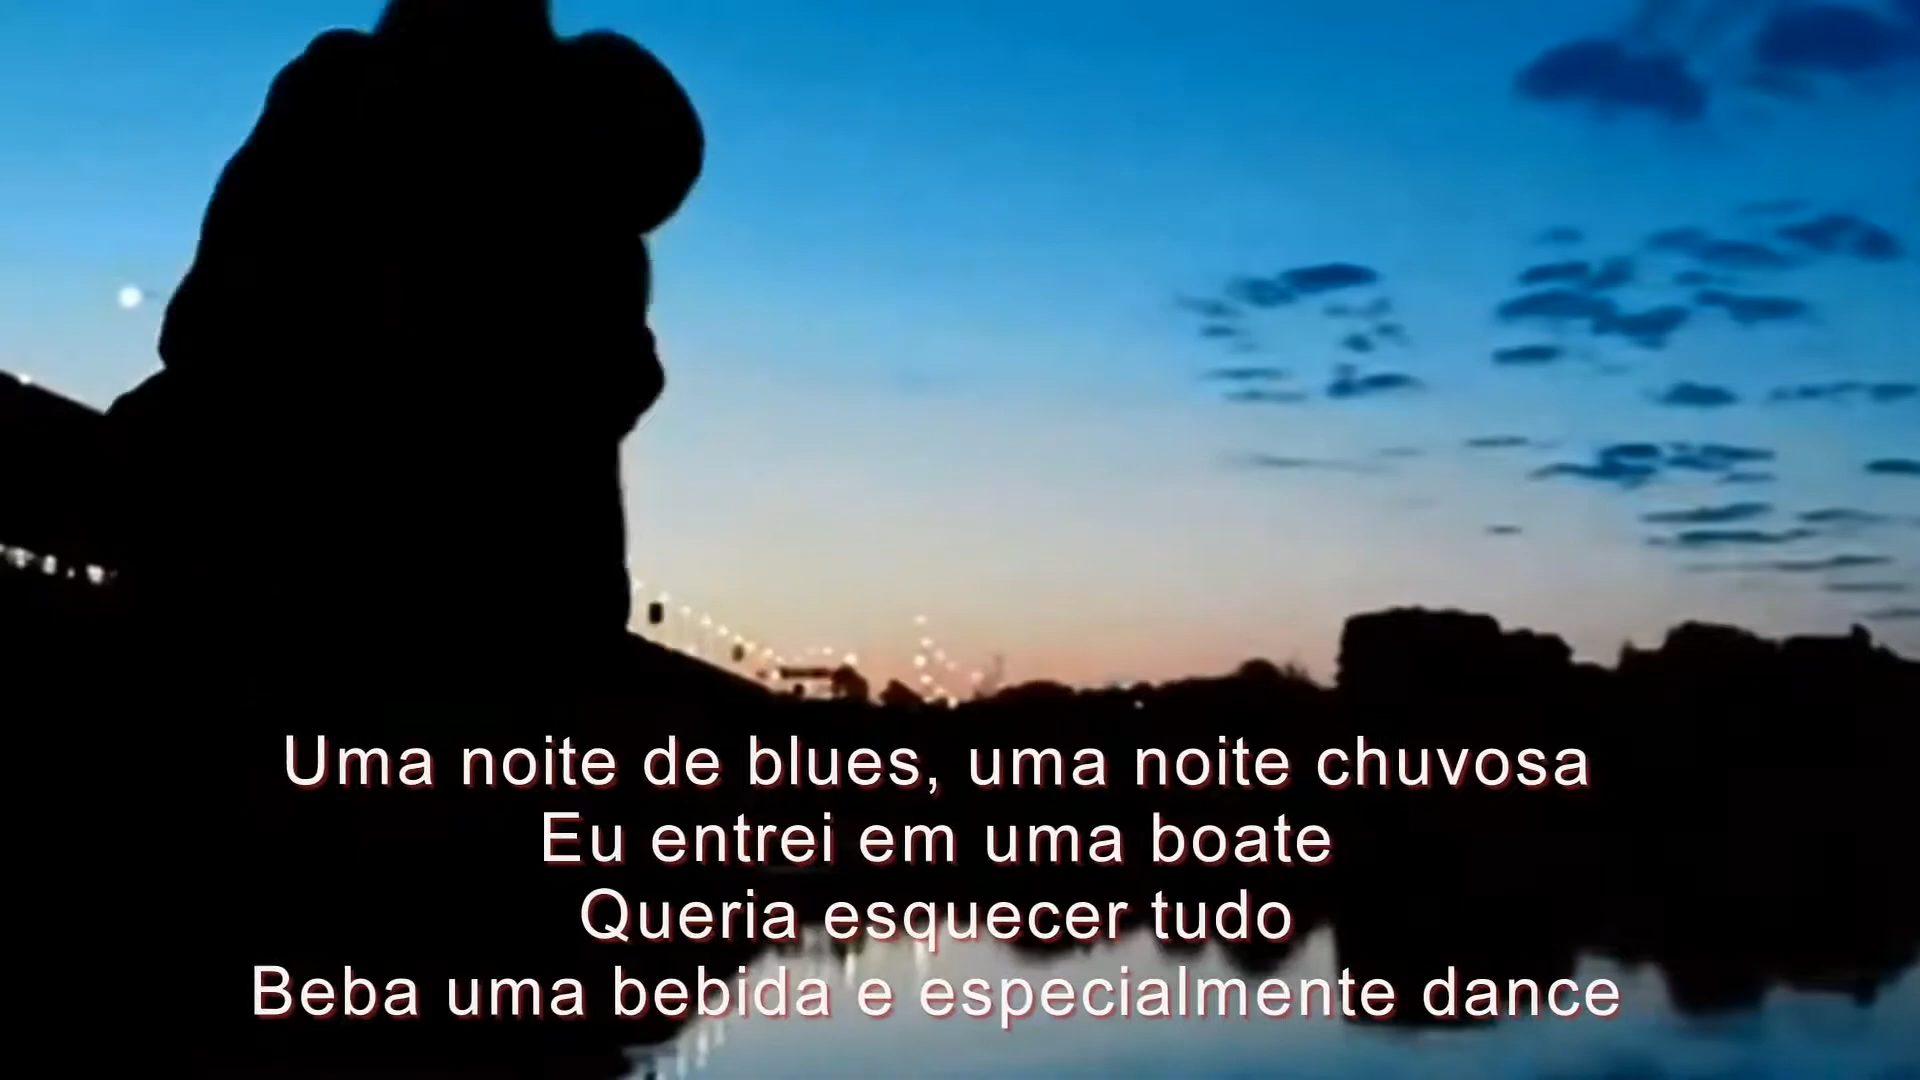 Uma noite de blues, uma noite chuvosa
Eu entrei em uma boate
Queria esquecer tudo
Beba uma bebida e especialmente dance